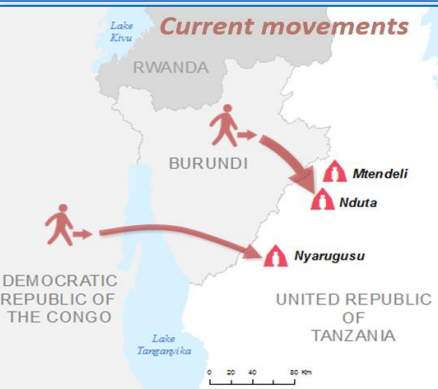 Current movements
Lake
Kivu
RWANDA
BURUNDI
Mtendeli
Nduta
Nyarugusu
DEMOCRATIC
REPUBLIC OF
THE CONGO
UNITED REPUBLIC
OF
TANZANIA
Lake
Tanganyika
0 20 40 80 Km